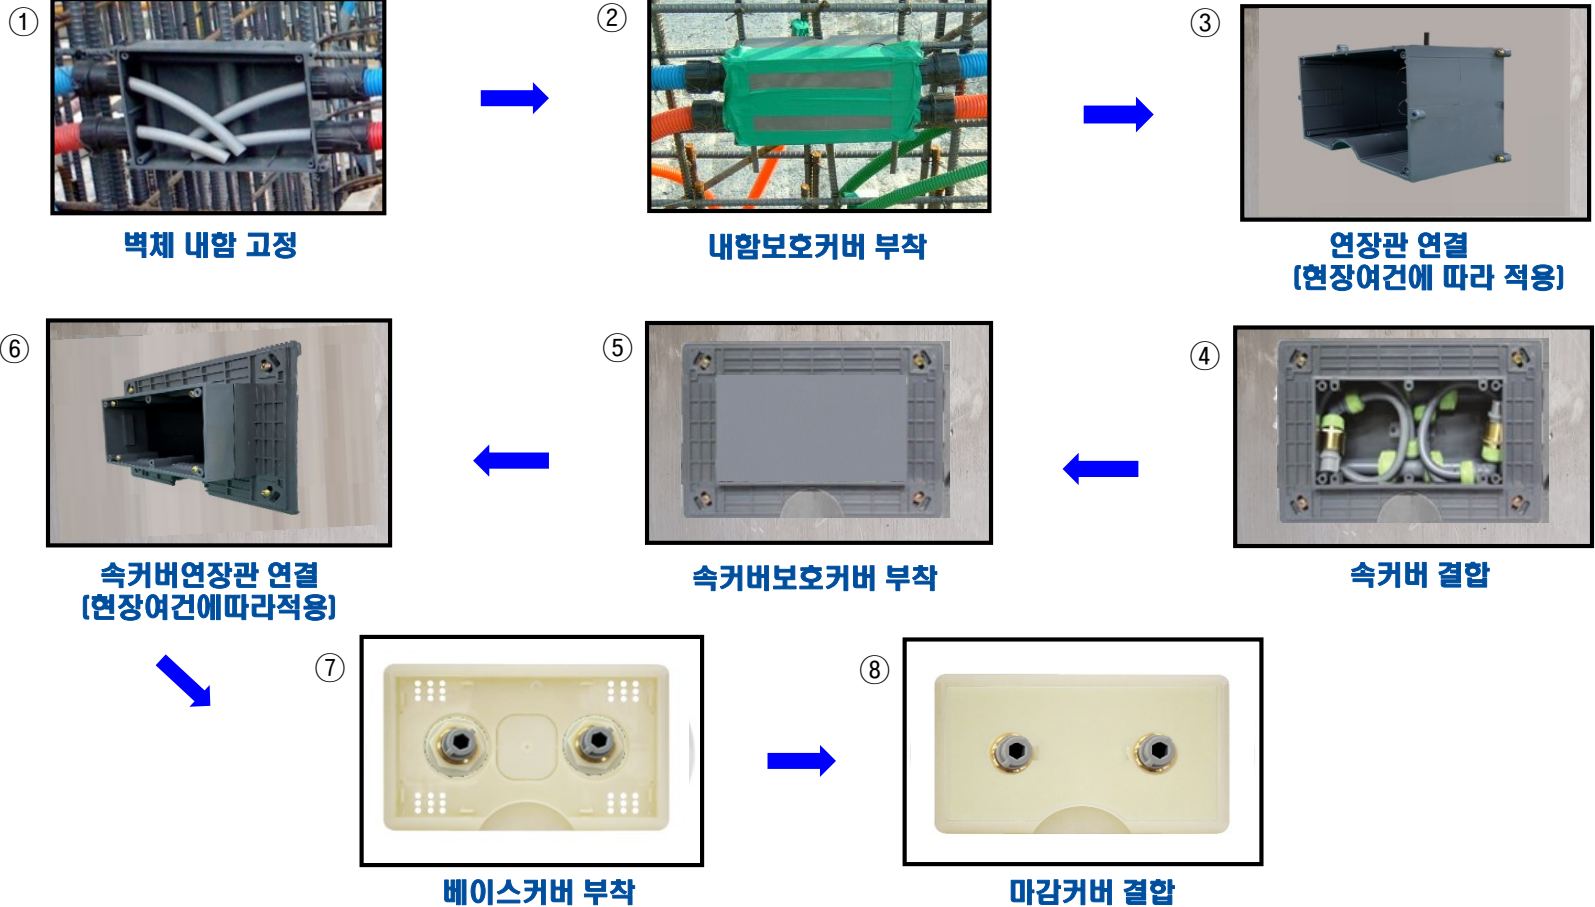 ①
벽체 내함 고정
②
내함보호커버 부착
③
연장관 연결
(현장여건에 따라 적용)
④
속커버 결합
⑤
속커버보호커버 부착
⑥
속커버연장관 연결
(현장여건에따라적용)
⑦
베이스커버 부착
⑧
마감커버 결합